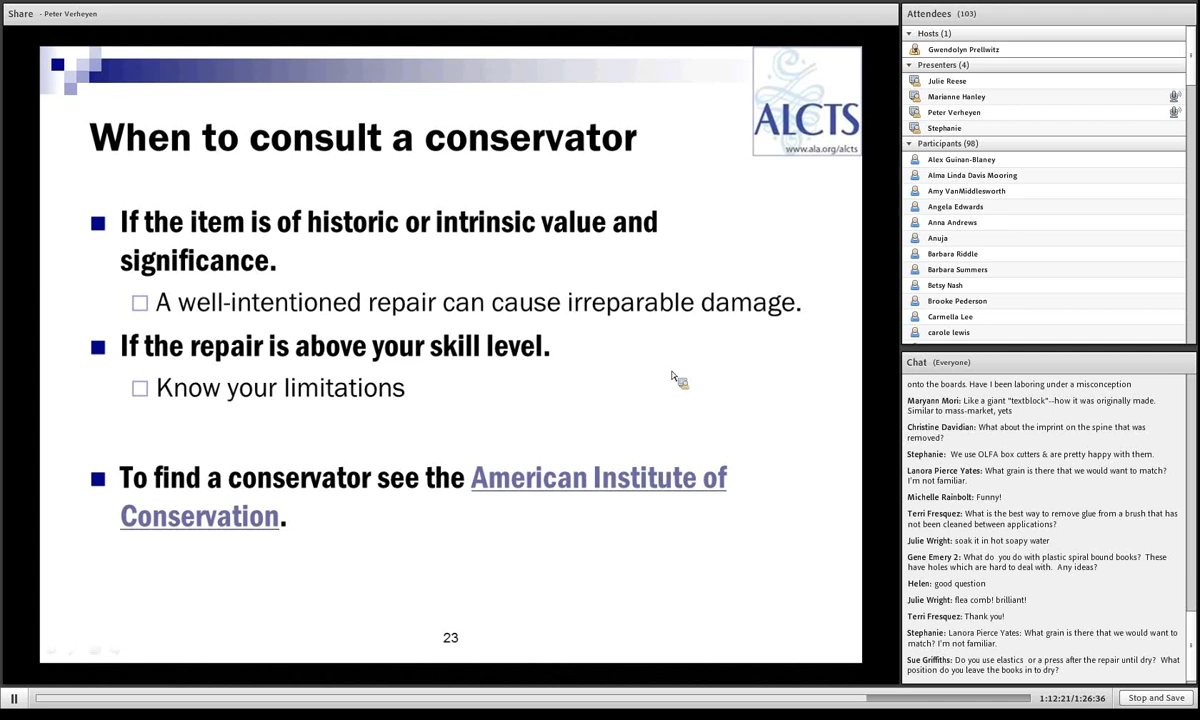 Share - Peter Verheyen
ALCTS
www.ala.org/alcts
When to consult a conservator
If the item is of historic or intrinsic value and
significance.
A well-intentioned repair can cause irreparable damage.
If the repair is above your skill level.
Know your limitations
To find a conservator see the American Institute of
Conservation.
23
Attendees (103)
Hosts (1)
Gwendolyn Prellwitz
Presenters (4)
Julie Reese
Marianne Hanley
Peter Verheyen
Stephanie
Participants (98)
Alex Guinan-Blaney
Alma Linda Davis Mooring
Amy VanMiddlesworth
Angela Edwards
Anna Andrews
Anuja
Barbara Riddle
Barbara Summers
Betsy Nash
Brooke Pederson
Carmella Lee
carole lewis
Chat (Everyone)
onto the boards. Have I been laboring under a misconception
Maryann Mori: Like a giant "textblock"--how it was originally made.
Similar to mass-market, yets
Christine Davidian: What about the imprint on the spine that was
removed?
Stephanie: We use OLFA box cutters & are pretty happy with them.
Lanora Pierce Yates: What grain is there that we would want to match?
I'm not familiar.
Michelle Rainbolt: Funny!
Terri Fresquez: What is the best way to remove glue from a brush that has
not been cleaned between applications?
Julie Wright: soak it in hot soapy water
Gene Emery 2: What do you do with plastic spiral bound books? These
have holes which are hard to deal with. Any ideas?
Helen: good question
Julie Wright: flea comb! brilliant!
Terri Fresquez: Thank you!
Stephanie: Lanora Pierce Yates: What grain is there that we would want to
match? I'm not familiar.
Sue Griffiths: Do you use elastics or a press after the repair until dry? What
position do you leave the books in to dry?
1:12:21/1:26:36
Stop and Save